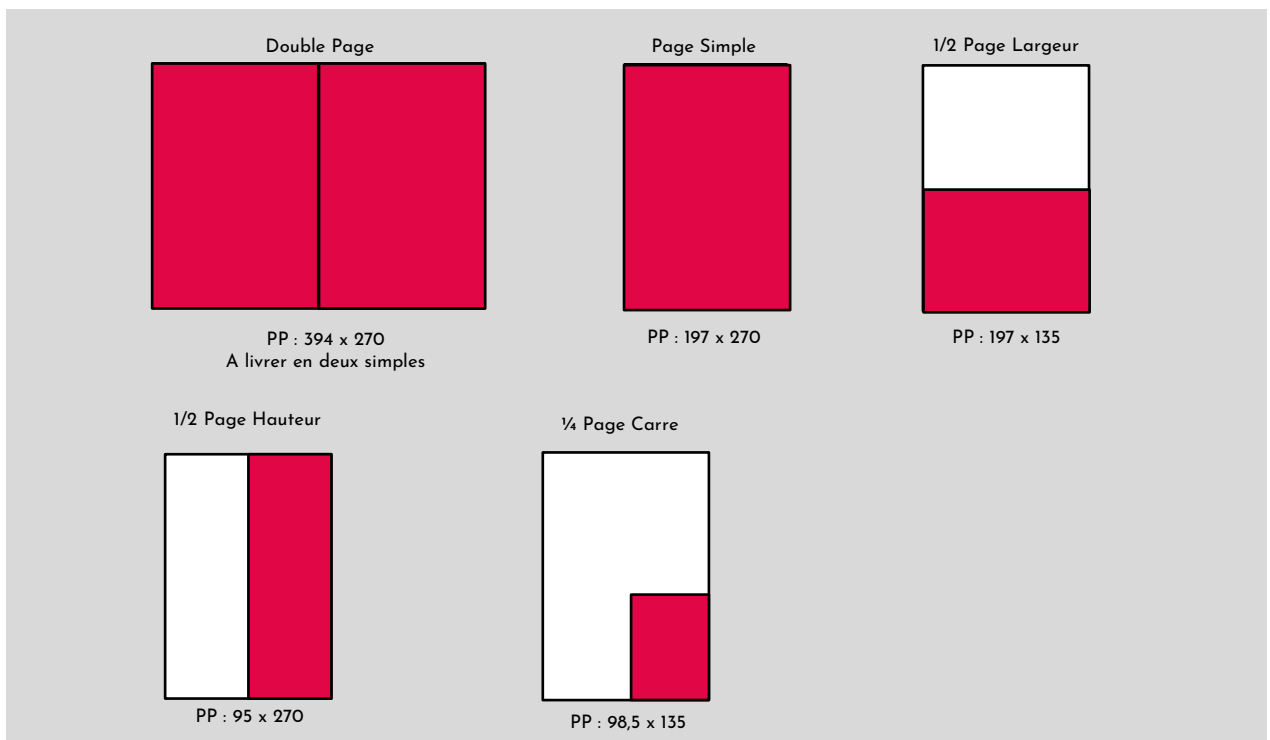 Double Page
Page Simple
1/2 Page Largeur
PP : 394 x 270
A livrer en deux simples
PP : 197 x 270
PP : 197 x 135
1/2 Page Hauteur
¼ Page Carre
PP : 95 x 270
PP : 98,5 x 135